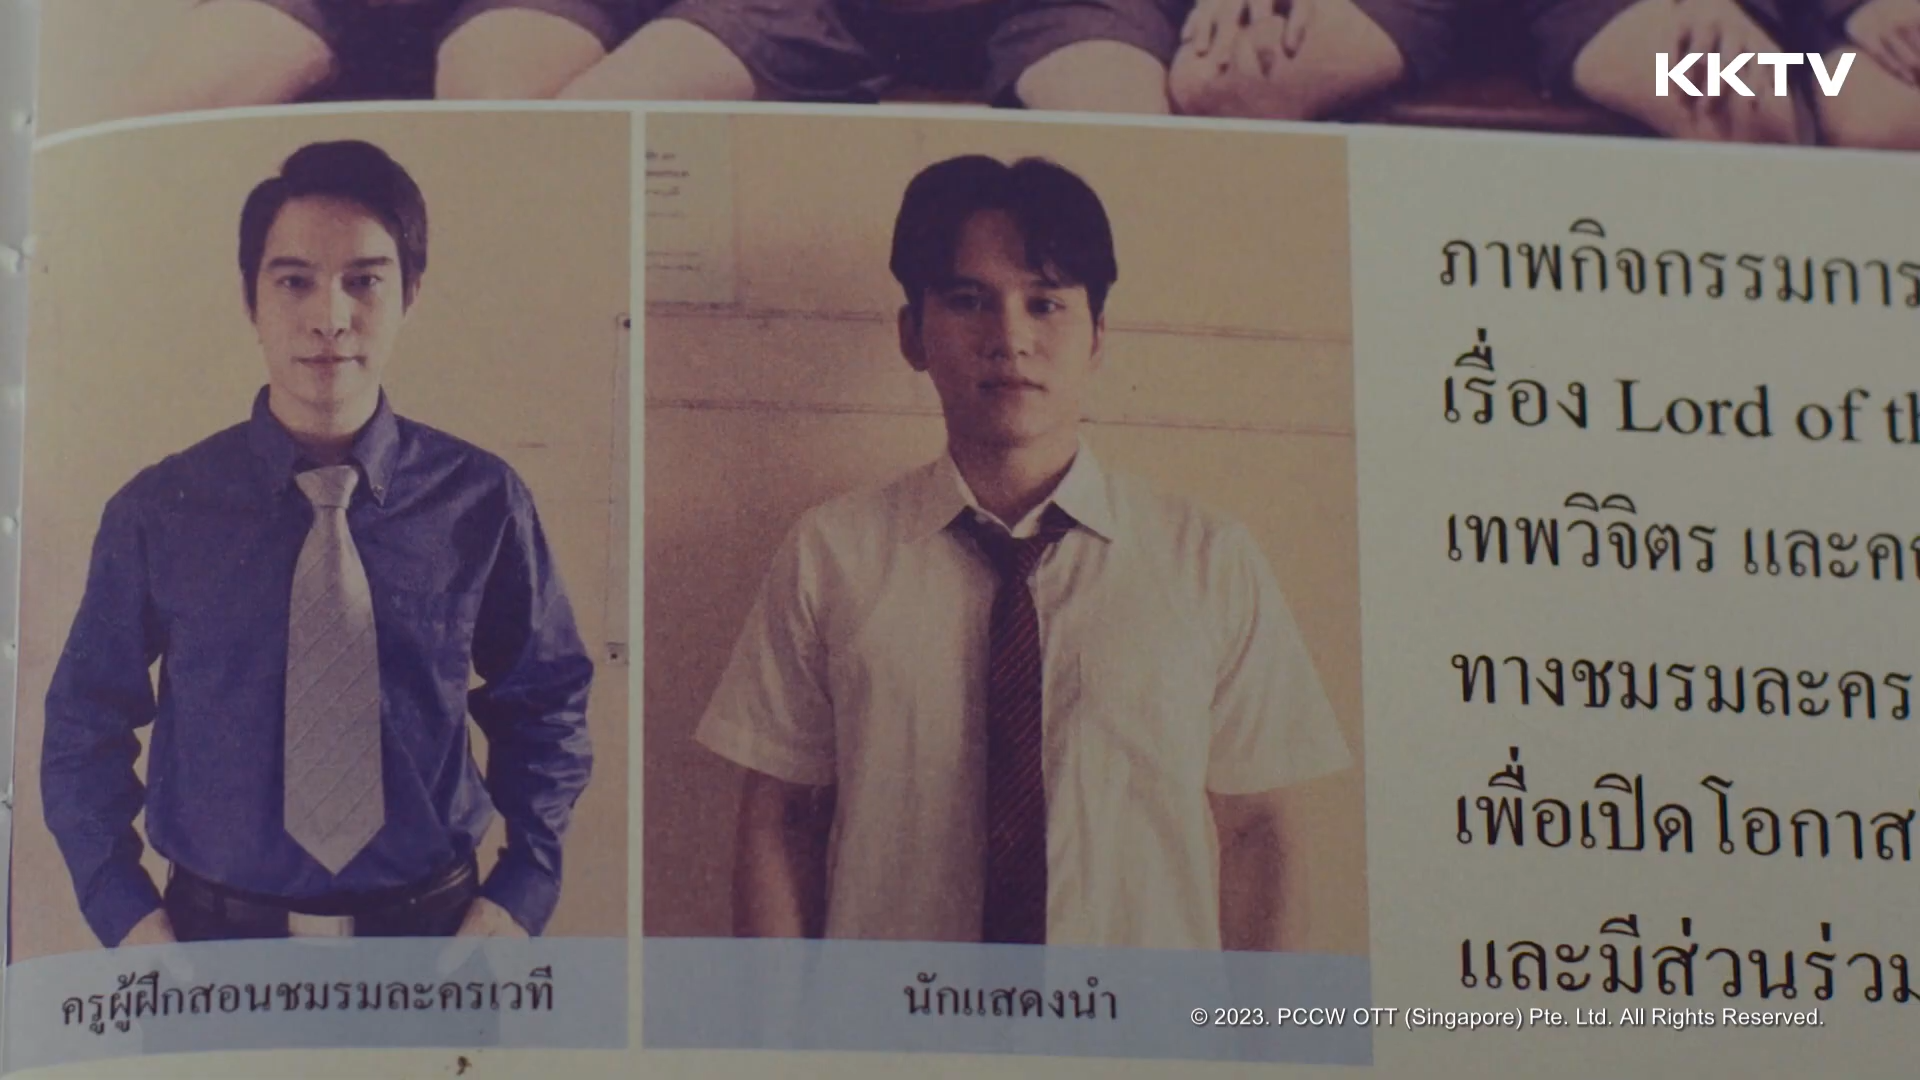 KKTV
ภาพกิจกรรมการ
เรื่อง Lord of
เทพวิจิตร และ
ทางชมรมละคร
เพื่อเปิดโอกาส
และมีส่วนร่วม
ครูผู้ฝึกสอนชมรมละครเวที
นักแสดงนำ
© 2023. PCCW OTT (Singapore) Pte. Ltd. All Rights Reserved.